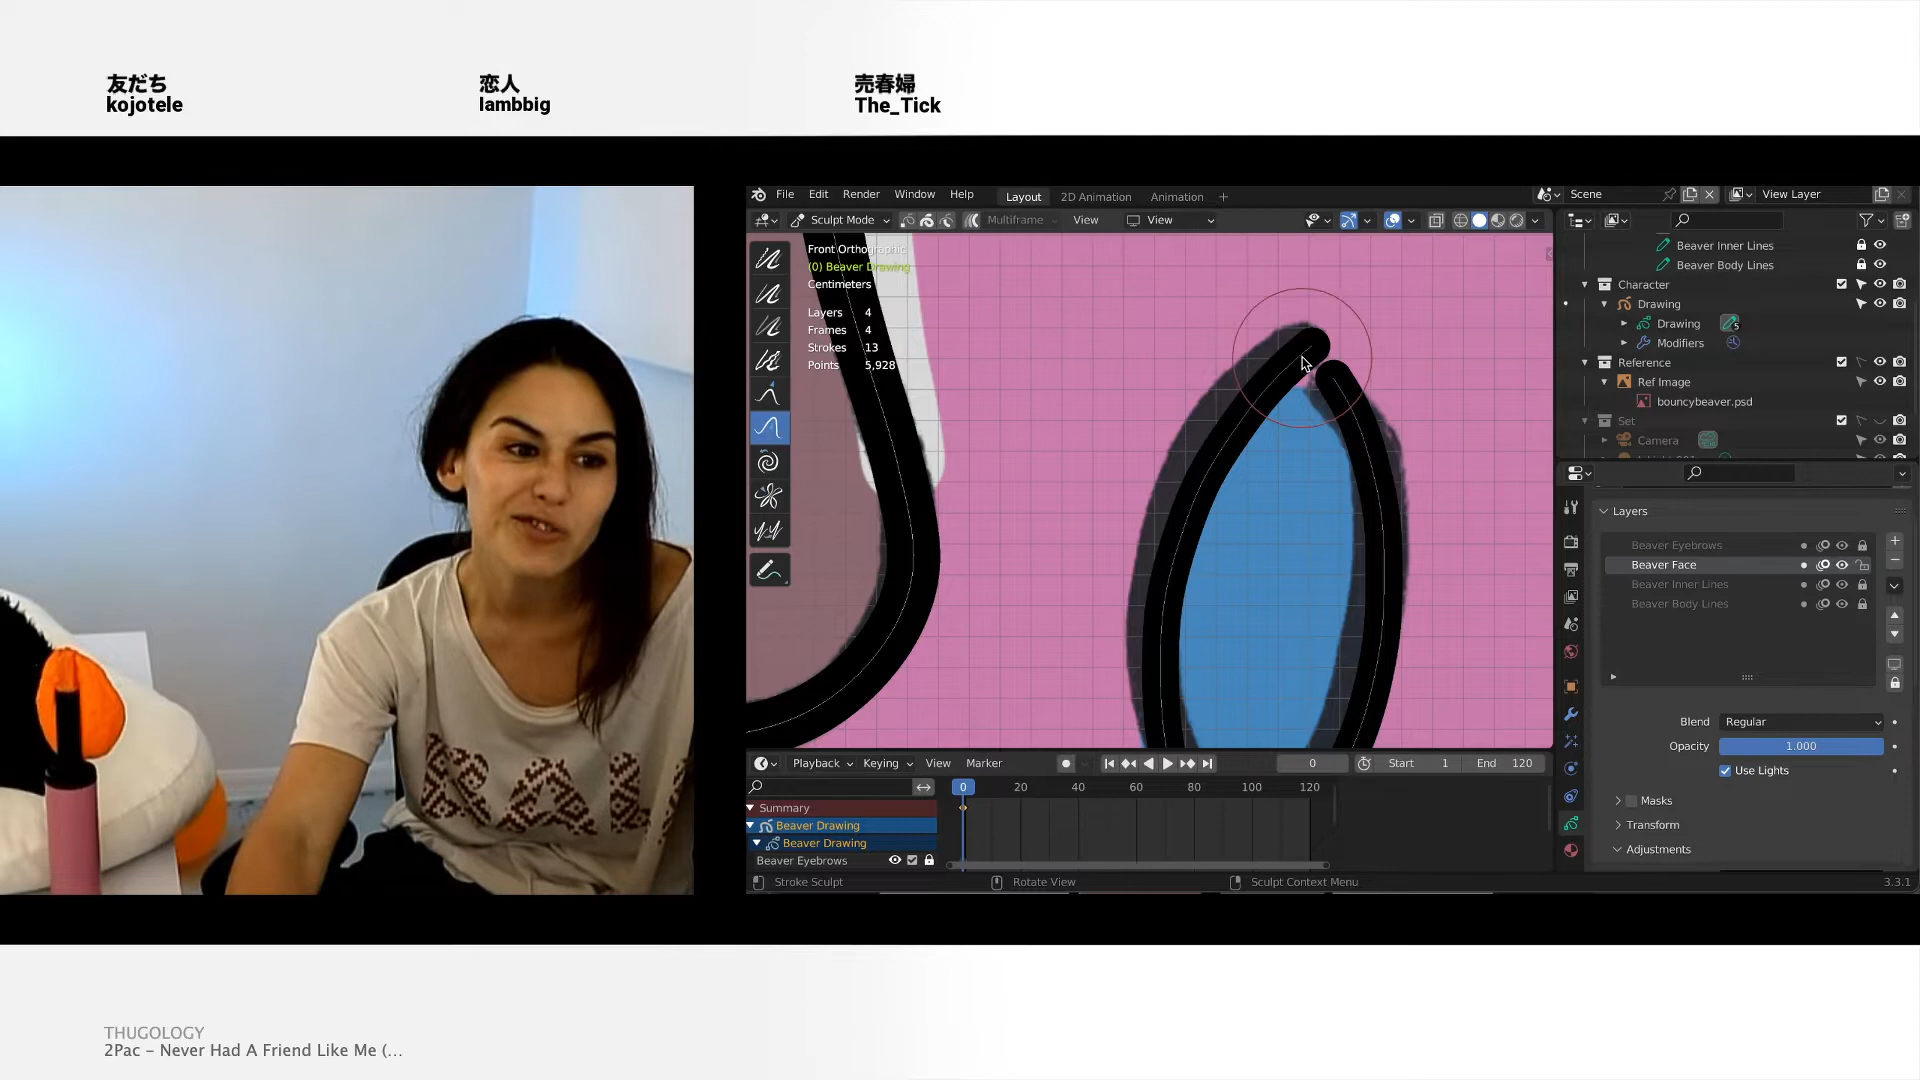 友だち
kojotele
恋人
lambbig
売春婦
The_Tick
File Edit Render Window Help
Layout 2D Animation Animation +
Scene
View Layer
Sculpt Mode
Multiframe
View
View
Front Orthographic
(0) Beaver Drawing
Centimeters
Layers 4
Frames 4
Strokes 13
Points 5,928
Beaver Inner Lines
Beaver Body Lines
Character
Drawing
Drawing
5
Modifiers
Reference
Ref Image
bouncybeaver.psd
Set
Camera
Layers
Beaver Eyebrows
Beaver Face
Beaver Inner Lines
Beaver Body Lines
Blend Regular
Opacity 1.000
Use Lights
Masks
Transform
Adjustments
RAL
Playback Keying View Marker
0
Start 1
End 120
0 20 40 60 80 100 120
Summary
Beaver Drawing
Beaver Drawing
Beaver Eyebrows
Stroke Sculpt
Rotate View
Sculpt Context Menu
3.3.1
THUGOLOGY
2Pac - Never Had A Friend Like Me (...